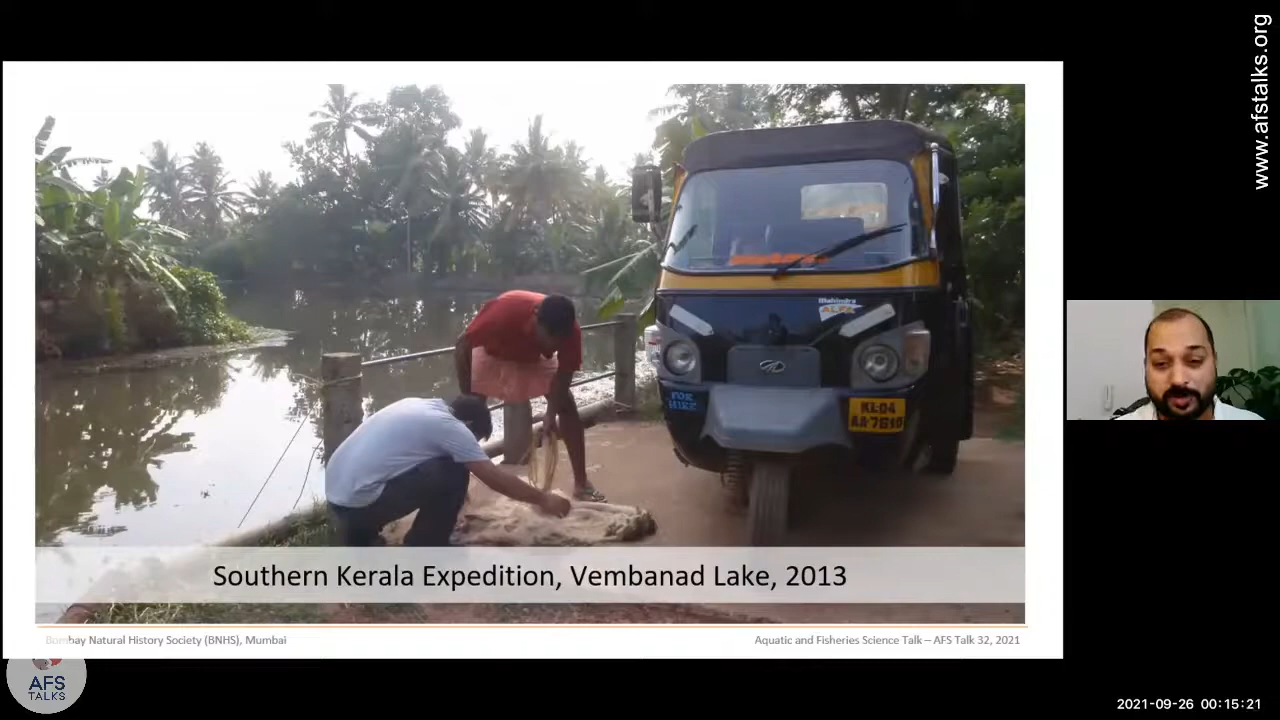 www.afstalks.org
Mahindra
ALFA
FOR
HIRE
KL.04
Southern Kerala Expedition, Vembanad Lake, 2013
Bombay Natural History Society (BNHS), Mumbai
Aquatic and Fisheries Science Talk – AFS Talk 32, 2021
AFS
TALKS
2021-09-26 00:15:21